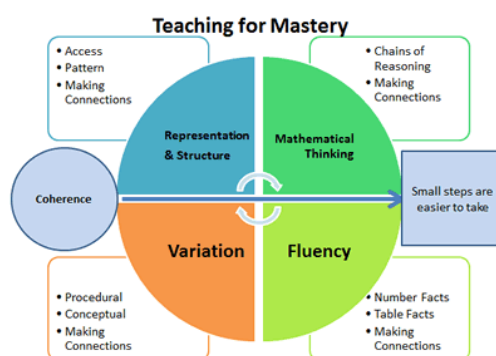 Teaching for Mastery
• Access
• Pattern
• Making
Connections
• Chains of
Reasoning
• Making
Connections
Representation
& Structure
Mathematical
Thinking
Coherence
Small steps are
easier to take
Variation
Fluency
• Procedural
• Conceptual
• Making
Connections
• Number Facts
• Table Facts
• Making
Connections